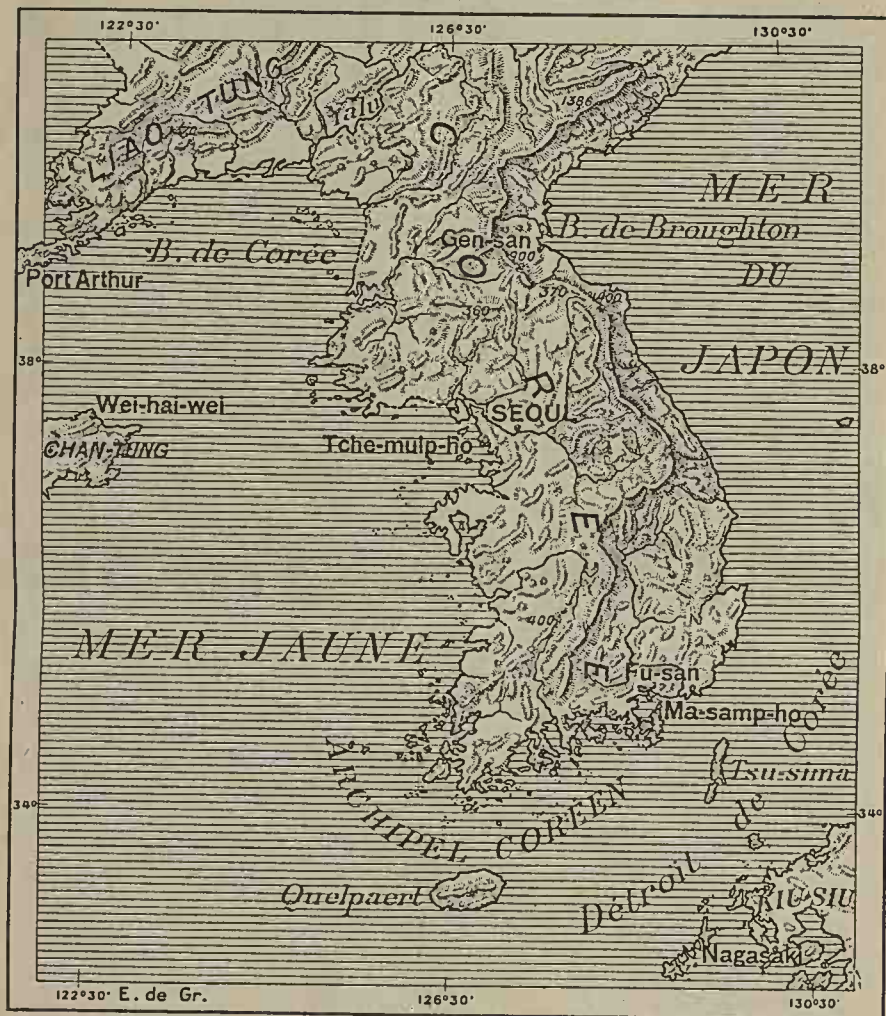 122°30'
126°30'
130°30'
LIAO TUNG
Yalu
1386
C
MER
Gen-san
B. de Broughton
B. de Corée
900
O
DU
Port Arthur
370
400
360
38°
JAPON
38°
R
Wei-hai-wei
SEOUL
CHAN-TUNG
Tche-mulp-ho
E
400
MER JAUNE
E
Fu-san
Ma-samp-ho
Tsu-sima
34°
34°
ARCHIPEL CORÉEN
Détroit de Corée
Quelpaert
KIU-SIU
Nagasaki
122°30' E. de Gr.
126°30'
130°30'